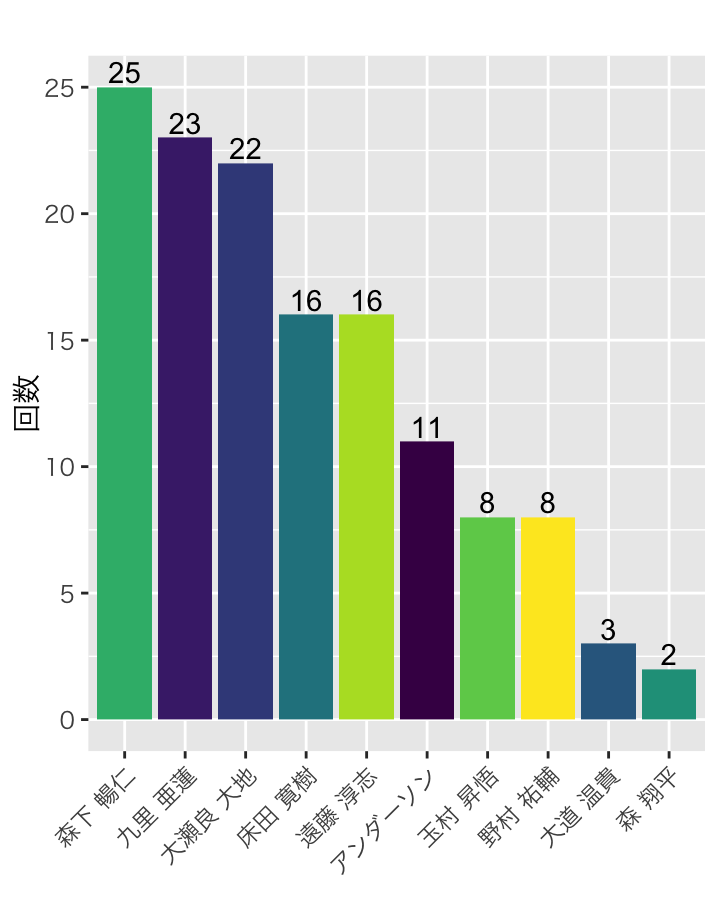 25
23
22
16
16
11
8
8
3
2
25
20
15
10
5
0
回数
森下 暢仁
九里 亜蓮
大瀬良 大地
床田 寛樹
遠藤 淳志
アンダーソン
玉村 昇悟
野村 祐輔
大道 温貴
森 翔平